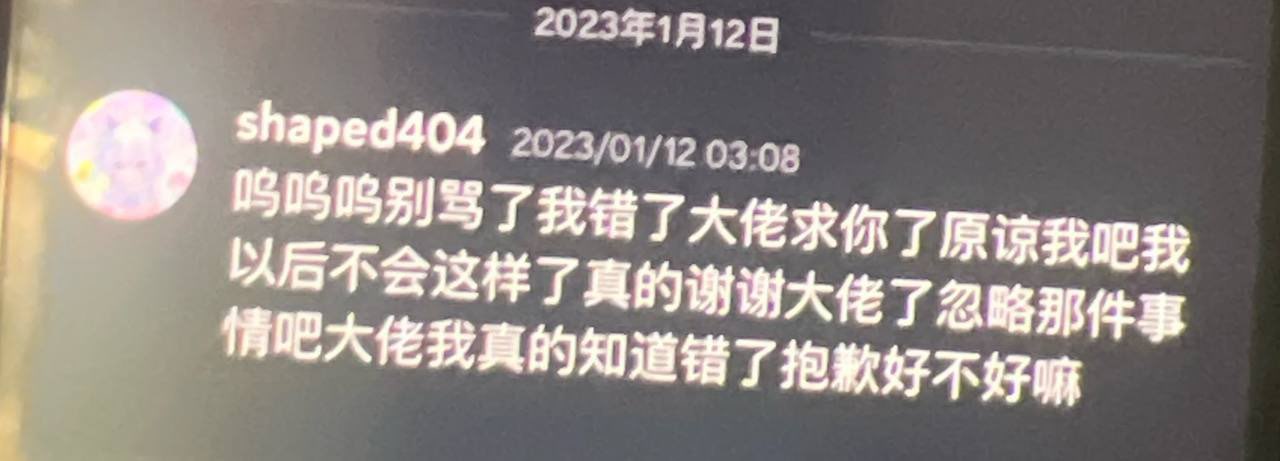 2023年1月12日
shaped404 2023/01/12 03:08
呜呜呜别骂了我错了大佬求你了原谅我吧我
以后不会这样了真的谢谢大佬了忽略那件事
情吧大佬我真的知道错了抱歉好不好嘛